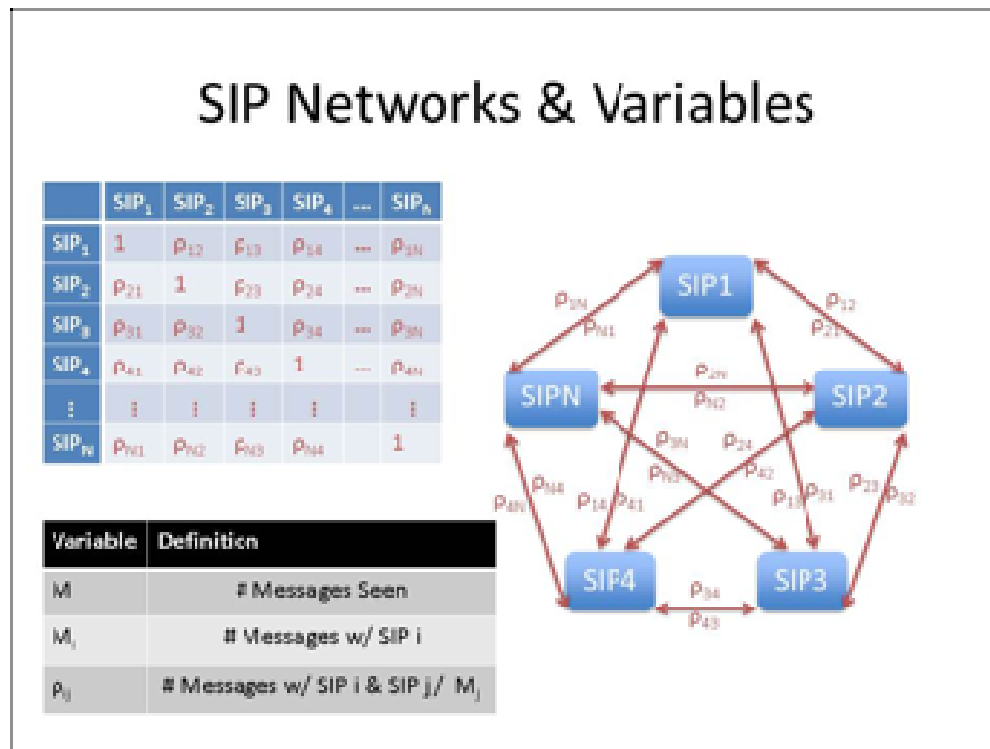 SIP Networks & Variables
SIP₁ SIP₂ SIP₃ SIP₄ ... SIP_N
SIP₁ 1 ρ₁₂ ρ₁₃ ρ₁₄ ... ρ₁N
SIP₂ ρ₂₁ 1 ρ₂₃ ρ₂₄ ... ρ₂N
SIP₃ ρ₃₁ ρ₃₂ 1 ρ₃₄ ... ρ₃N
SIP₄ ρ₄₁ ρ₄₂ ρ₄₃ 1 ... ρ₄N
⋮ ⋮ ⋮ ⋮ ⋮ ⋮
SIP_N ρN₁ ρN₂ ρN₃ ρN₄ 1
SIP1
ρ₁N ρ₁₂
ρN₁ ρ₂₁
SIPN ρ₂N SIP2
ρN₂
ρ₃N ρ₂₄
ρN₃ ρ₄₂
ρ₄N ρN₄ ρ₁₄ ρ₄₁ ρ₁₃ ρ₃₁ ρ₂₃ ρ₃₂
SIP4 SIP3
ρ₃₄
ρ₄₃
Variable Definition
M # Messages Seen
Mᵢ # Messages w/ SIP i
ρᵢⱼ # Messages w/ SIP i & SIP j/ Mⱼ